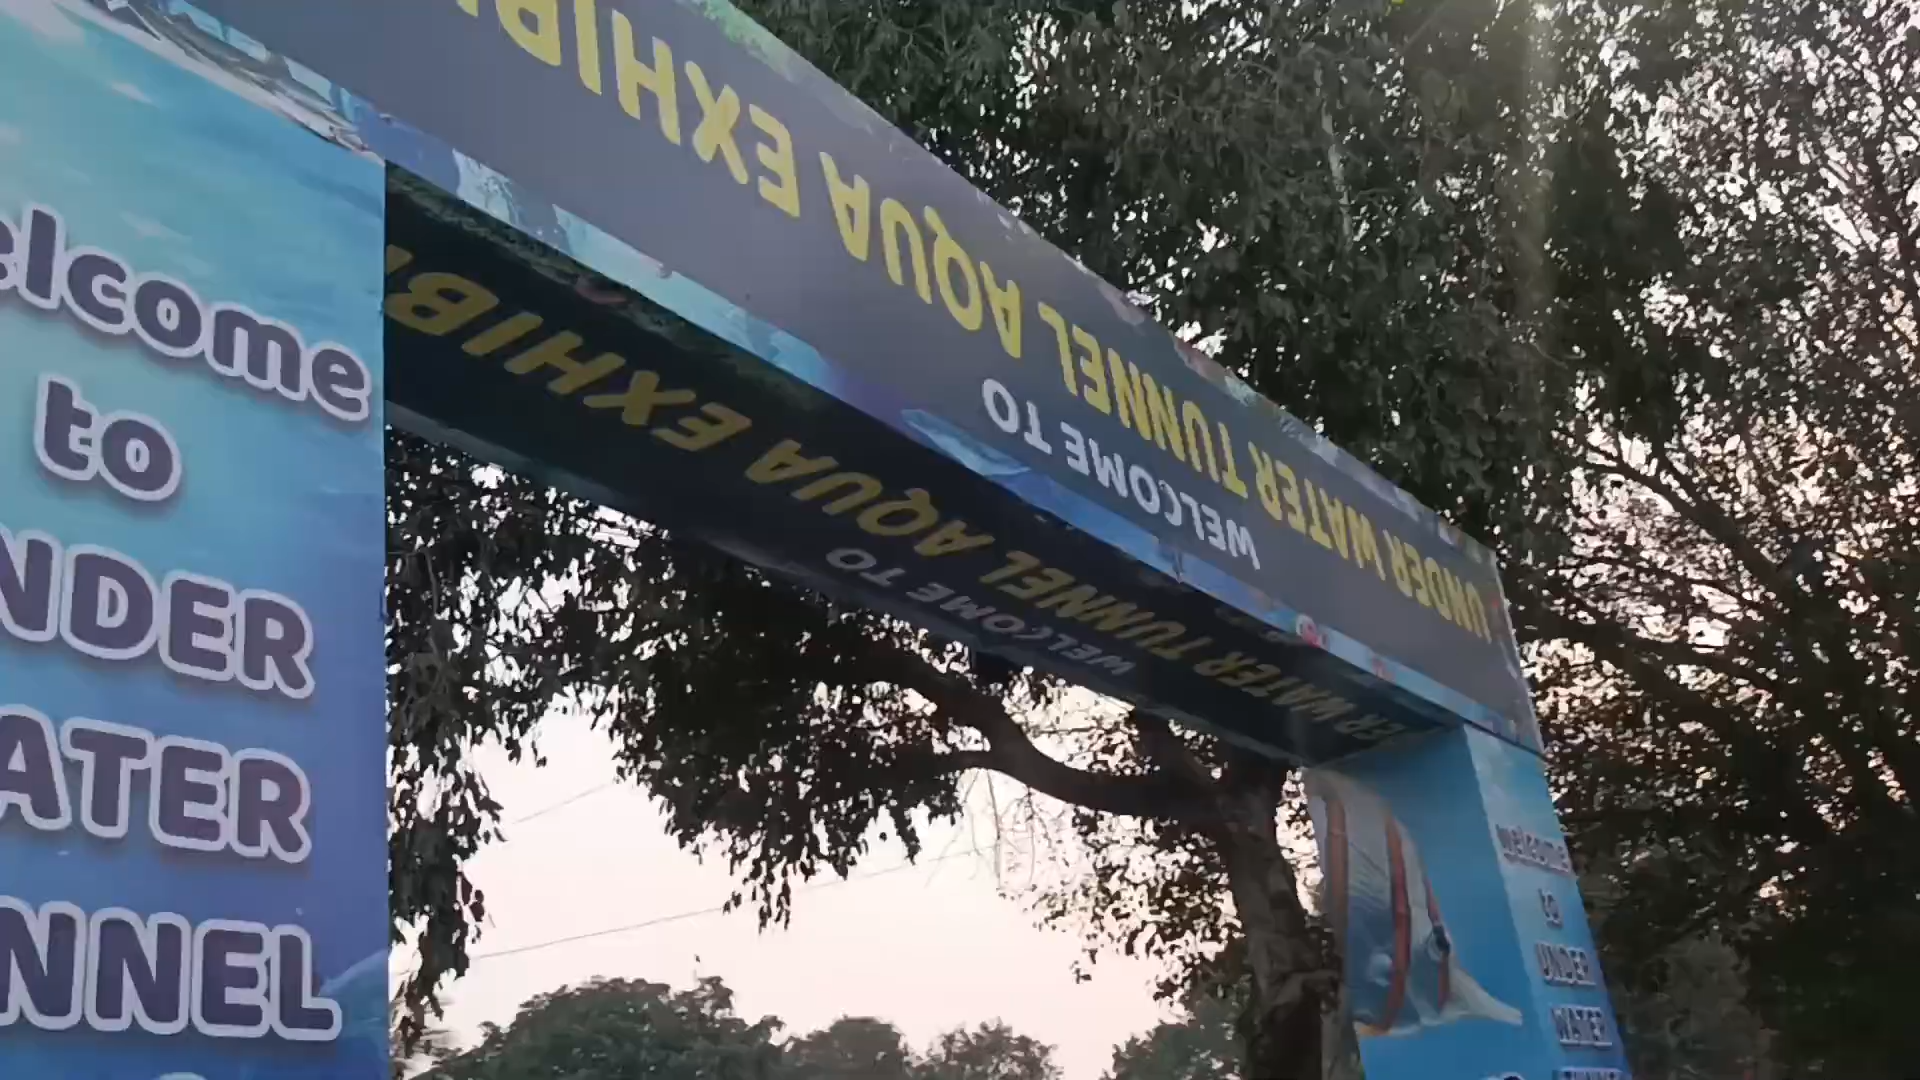 elcome
to
NDER
ATER
NNEL
WELCOME TO
UNDER WATER TUNNEL AQUA EXHIBI
WELCOME TO
ER WATER TUNNEL AQUA EXHIBI
welcome
to
UNDER
WATER